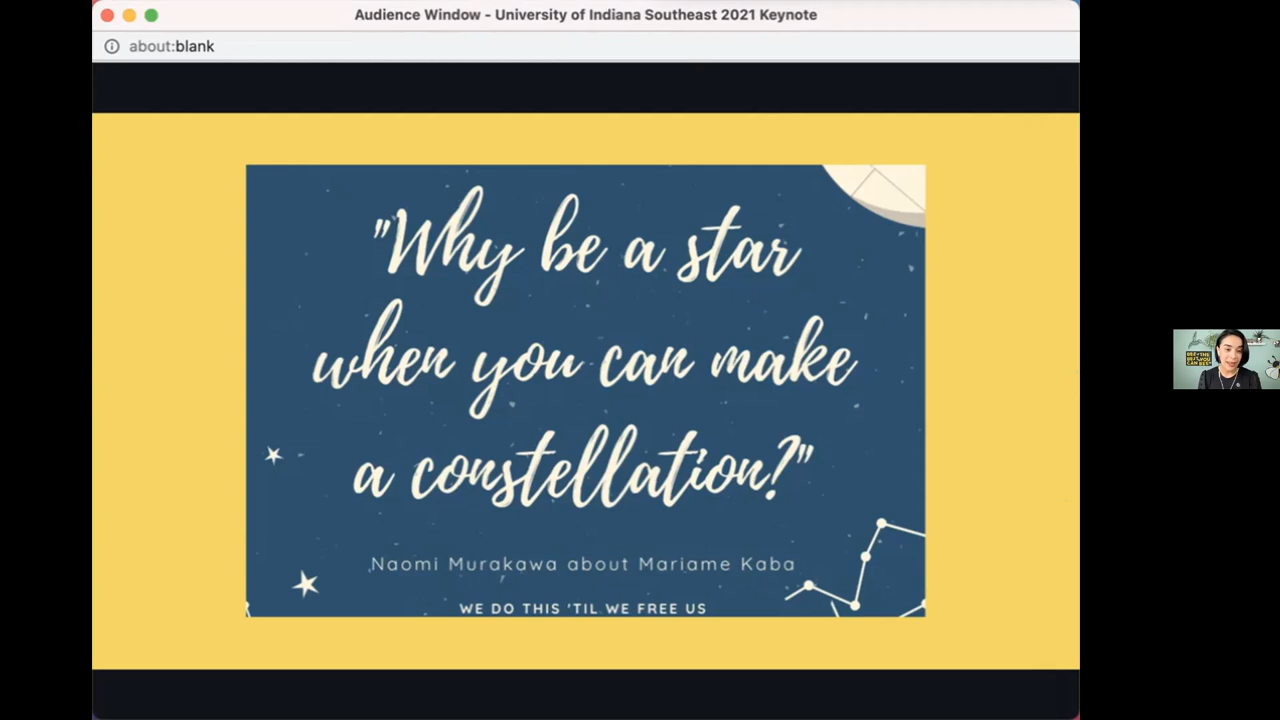 Audience Window - University of Indiana Southeast 2021 Keynote
about:blank
"Why be a star
when you can make
a constellation?"
Naomi Murakawa about Mariame Kaba
WE DO THIS 'TIL WE FREE US